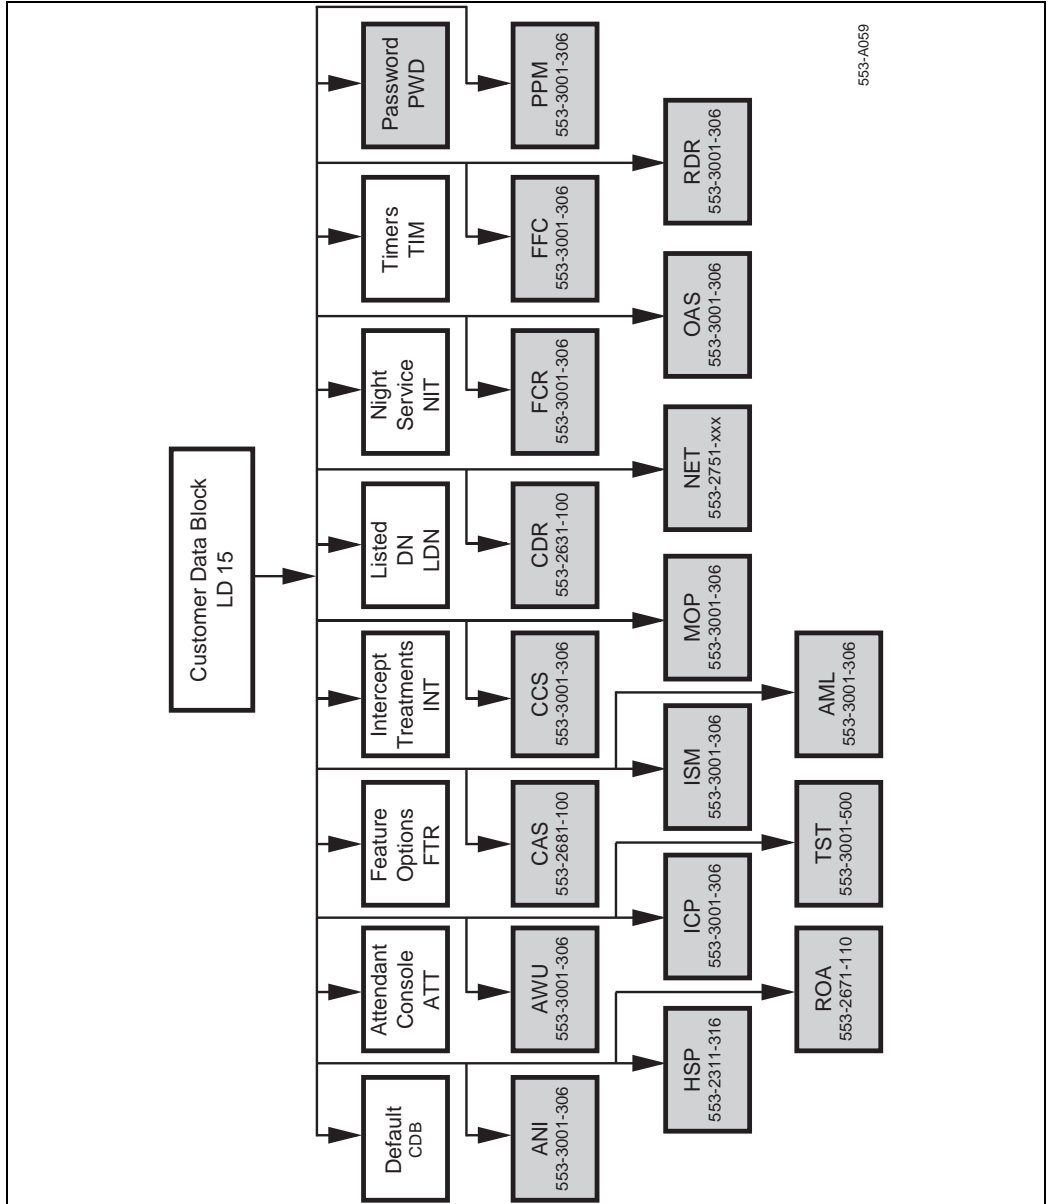 Customer Data Block
LD 15
Default
CDB
Attendant
Console
ATT
Feature
Options
FTR
Intercept
Treatments
INT
Listed
DN
LDN
Night
Service
NIT
Timers
TIM
Password
PWD
ANI
553-3001-306
AWU
553-3001-306
CAS
553-2681-100
CCS
553-3001-306
CDR
553-2631-100
FCR
553-3001-306
FFC
553-3001-306
PPM
553-3001-306
HSP
553-2311-316
ICP
553-3001-306
ISM
553-3001-306
MOP
553-3001-306
NET
553-2751-xxx
OAS
553-3001-306
RDR
553-3001-306
ROA
553-2671-110
TST
553-3001-500
AML
553-3001-306
553-A059